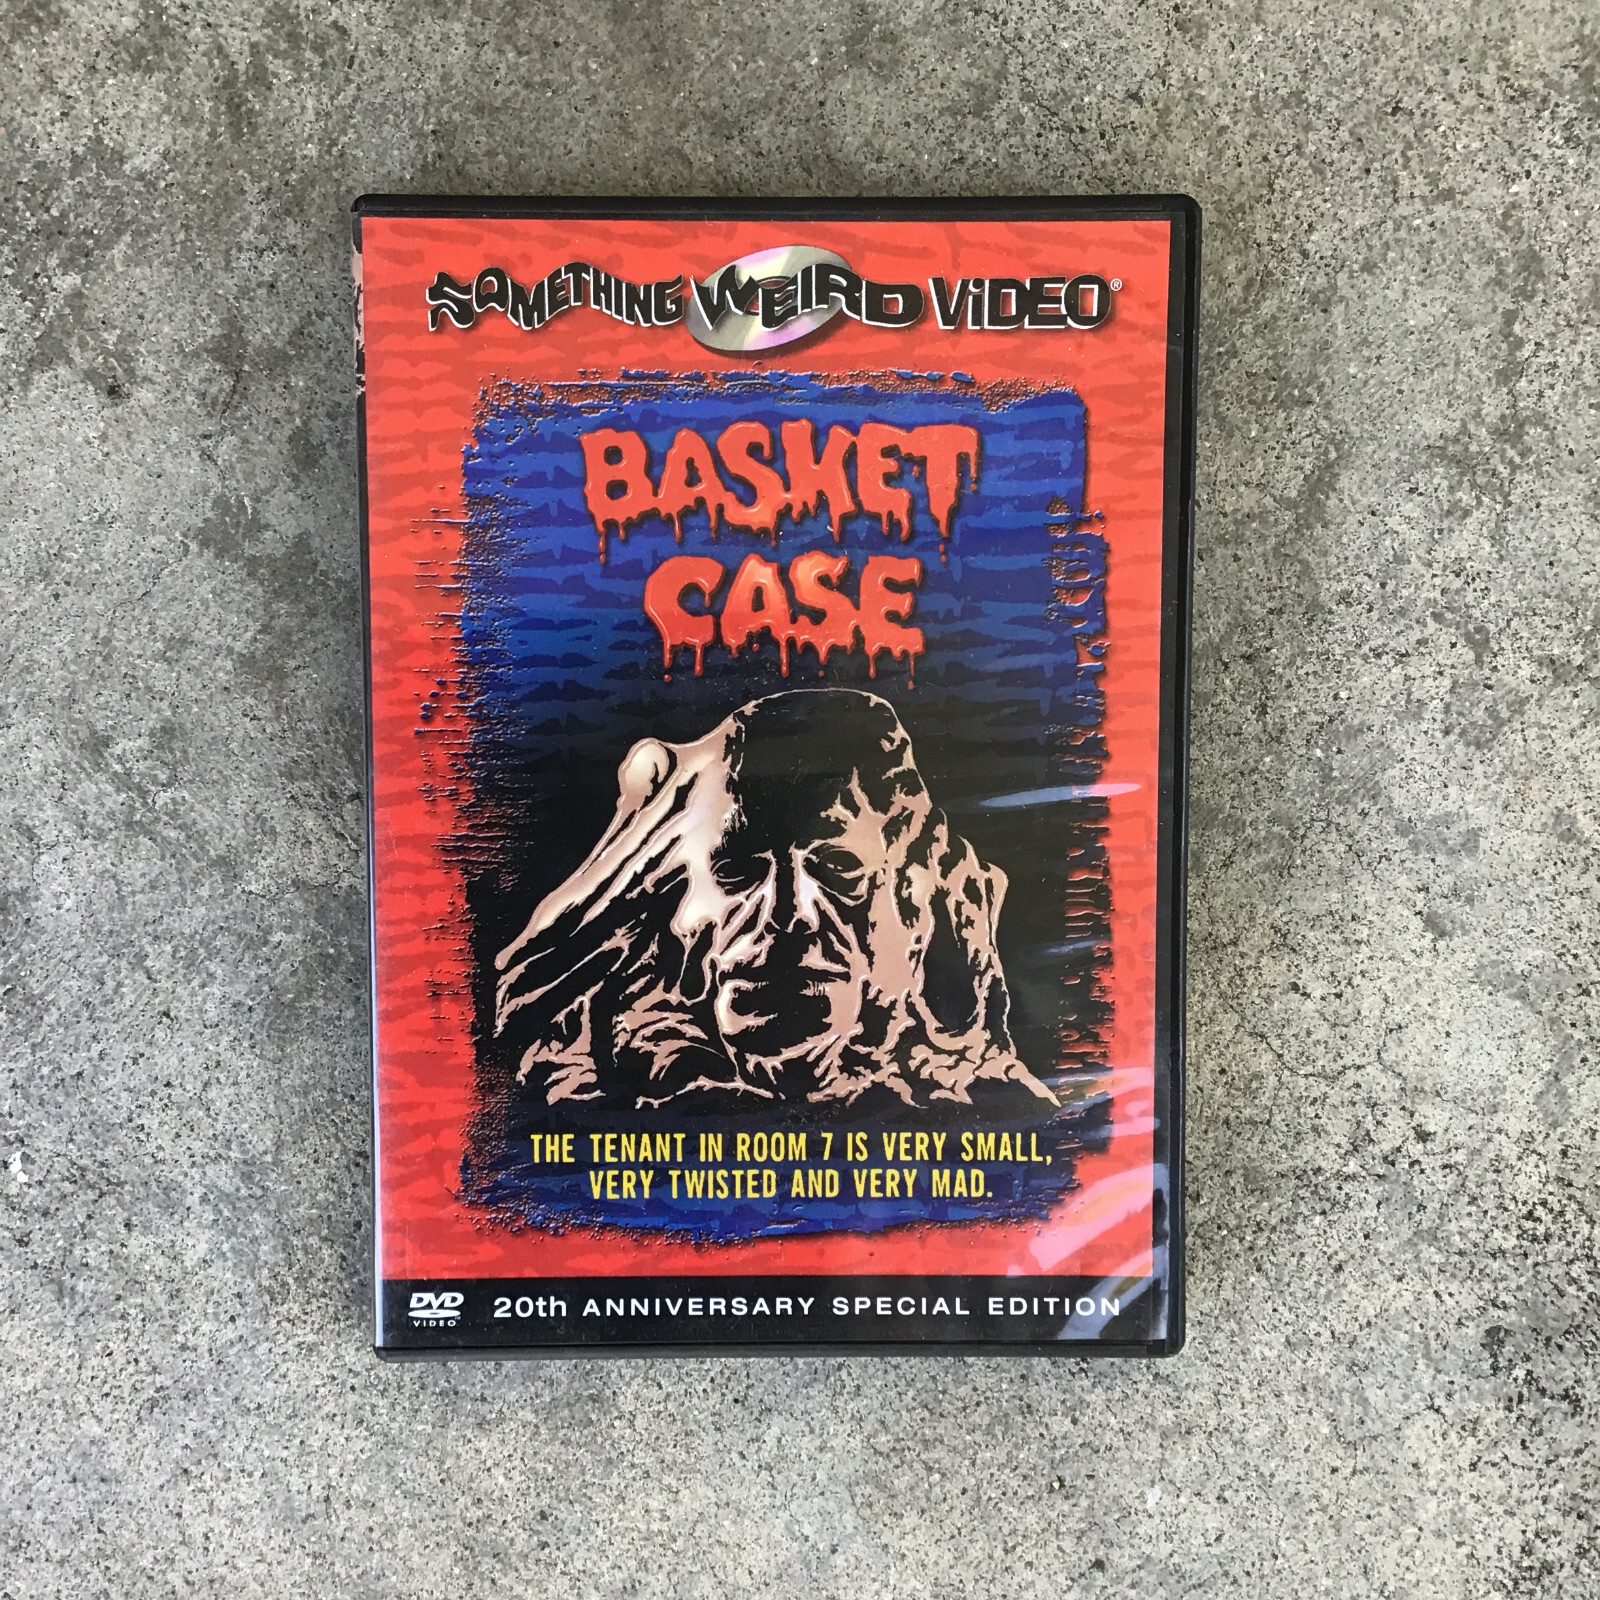 SOMETHING WEIRD VIDEO®
BASKET
CASE
THE TENANT IN ROOM 7 IS VERY SMALL,
VERY TWISTED AND VERY MAD.
DVD
VIDEO™
20th ANNIVERSARY SPECIAL EDITION